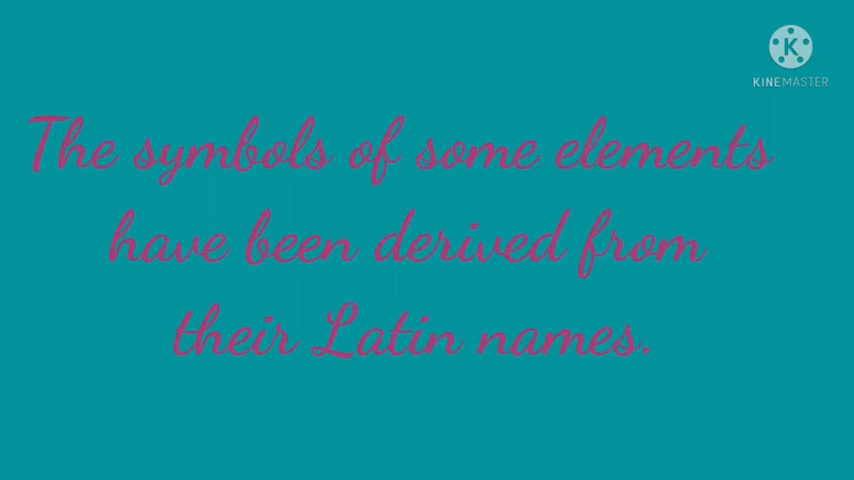 KINEMASTER
The symbols of some elements
have been derived from
their Latin names.